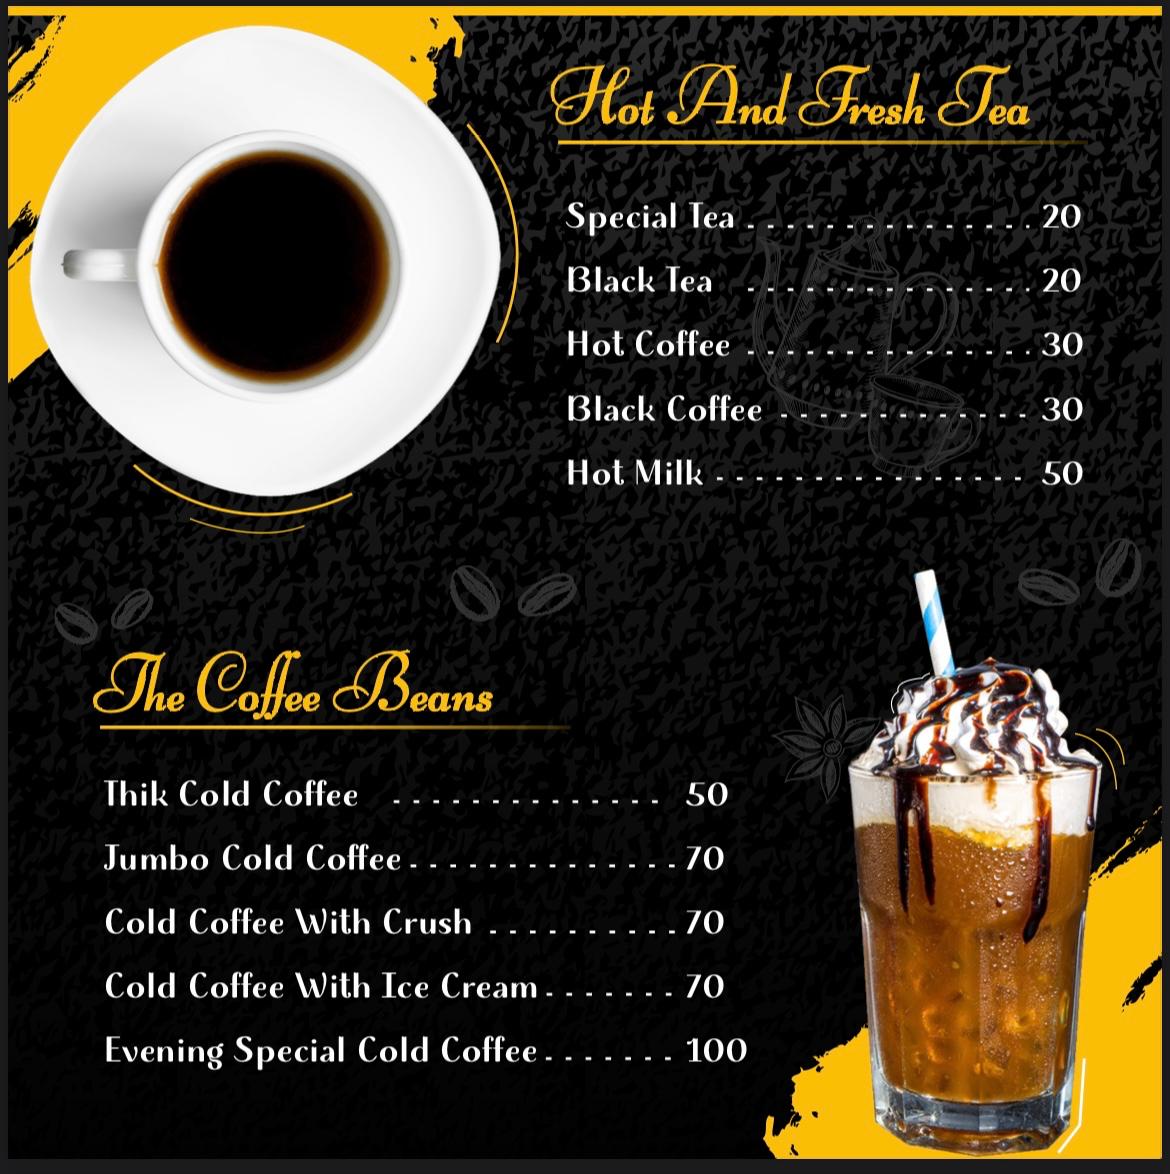 Hot And Fresh Tea
Special Tea - - - - - - - - - - - - - - - . 20
Black Tea - - - - - - - - - - - - - - - . 20
Hot Coffee - - - - - - - - - - - - - - - . 30
Black Coffee - - - - - - - - - - - - - 30
Hot Milk - - - - - - - - - - - - - - - - 50
The Coffee Beans
Thik Cold Coffee - - - - - - - - - - - - - - 50
Jumbo Cold Coffee - - - - - - - - - - - - - - 70
Cold Coffee With Crush - - - - - - - - - - 70
Cold Coffee With Ice Cream - - - - - - - 70
Evening Special Cold Coffee - - - - - - - 100